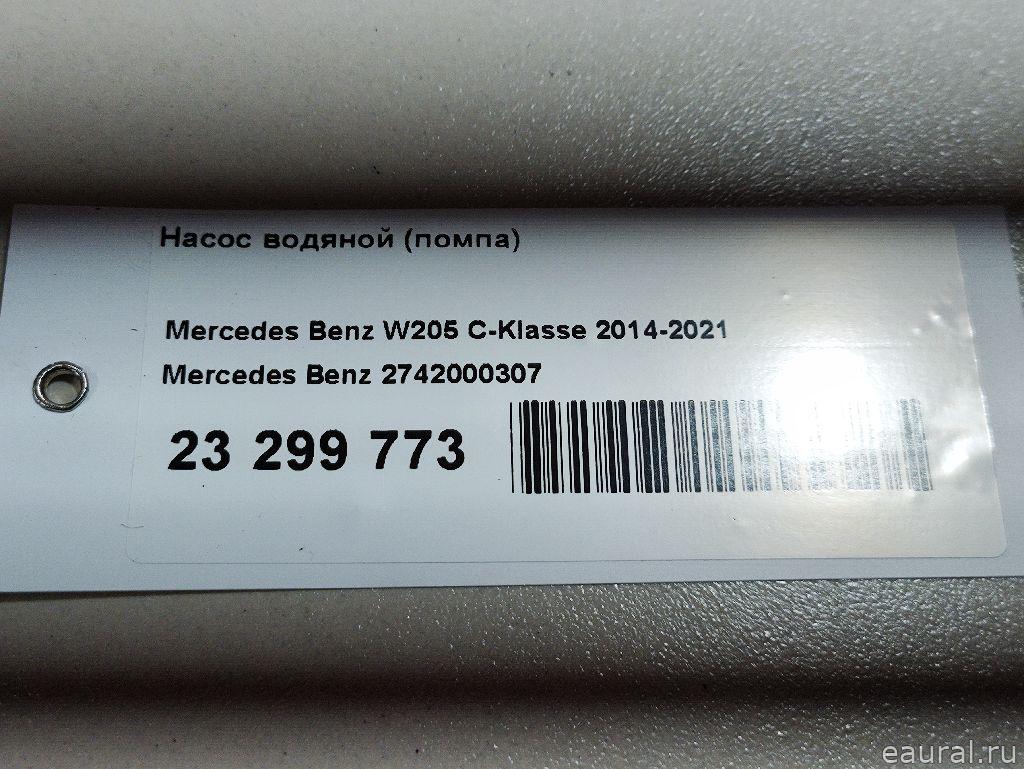 Насос водяной (помпа)
Mercedes Benz W205 C-Klasse 2014-2021
Mercedes Benz 2742000307
23 299 773
eaural.ru